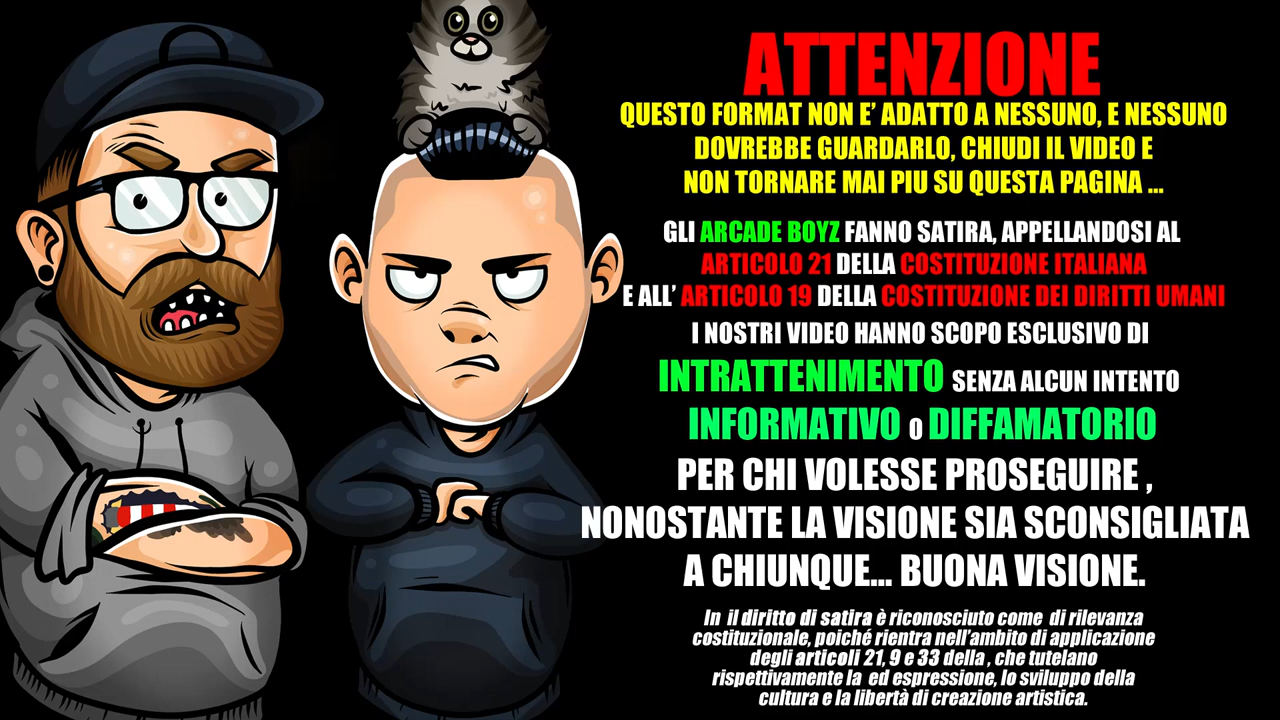 ATTENZIONE
QUESTO FORMAT NON E' ADATTO A NESSUNO, E NESSUNO
DOVREBBE GUARDARLO, CHIUDI IL VIDEO E
NON TORNARE MAI PIU SU QUESTA PAGINA ...
GLI ARCADE BOYZ FANNO SATIRA, APPELLANDOSI AL
ARTICOLO 21 DELLA COSTITUZIONE ITALIANA
E ALL' ARTICOLO 19 DELLA COSTITUZIONE DEI DIRITTI UMANI
I NOSTRI VIDEO HANNO SCOPO ESCLUSIVO DI
INTRATTENIMENTO SENZA ALCUN INTENTO
INFORMATIVO O DIFFAMATORIO
PER CHI VOLESSE PROSEGUIRE ,
NONOSTANTE LA VISIONE SIA SCONSIGLIATA
A CHIUNQUE... BUONA VISIONE.
In il diritto di satira è riconosciuto come di rilevanza
costituzionale, poiché rientra nell'ambito di applicazione
degli articoli 21, 9 e 33 della , che tutelano
rispettivamente la ed espressione, lo sviluppo della
cultura e la libertà di creazione artistica.